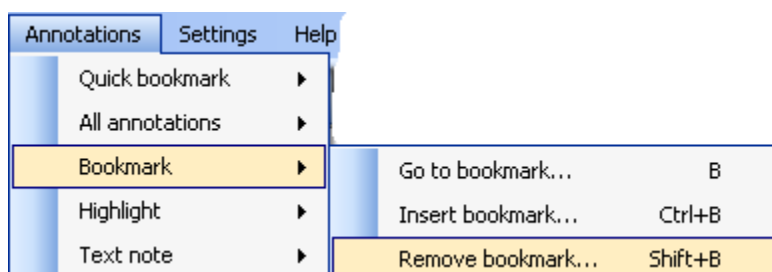 Annotations Settings Help
Quick bookmark
All annotations
Bookmark
Go to bookmark... B
Highlight
Insert bookmark... Ctrl+B
Text note
Remove bookmark... Shift+B